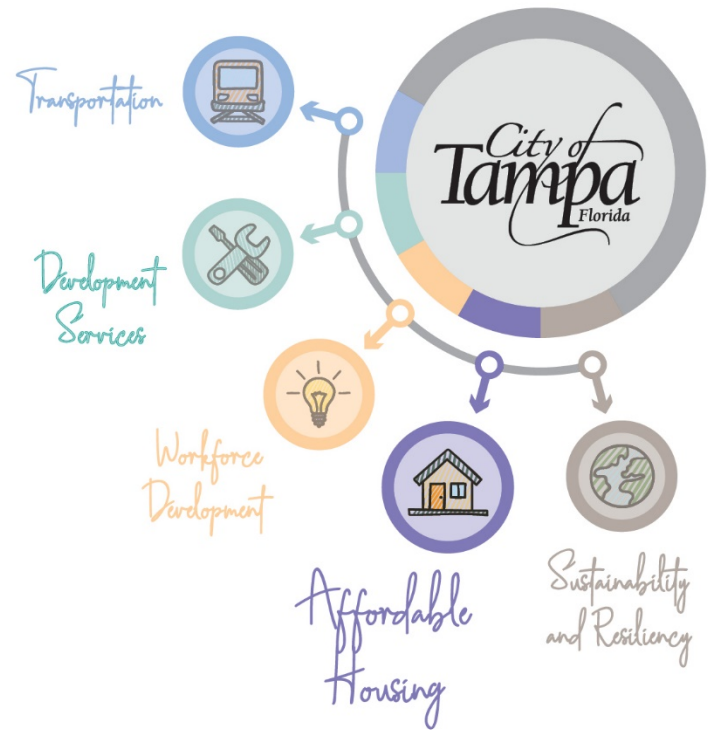 City of
Tampa
Florida
Transportation
Development
Services
Workforce
Development
Affordable
Housing
Sustainability
and Resiliency